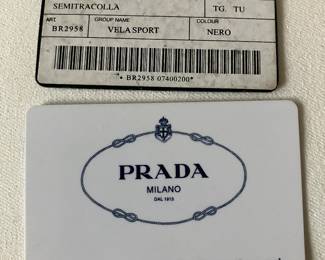 SEMITRACOLLA TG. TU
ART. GROUP NAME COLOUR
BR2958 VELA SPORT NERO
* BR2958 07400200 *
PRADA
MILANO
DAL 1913